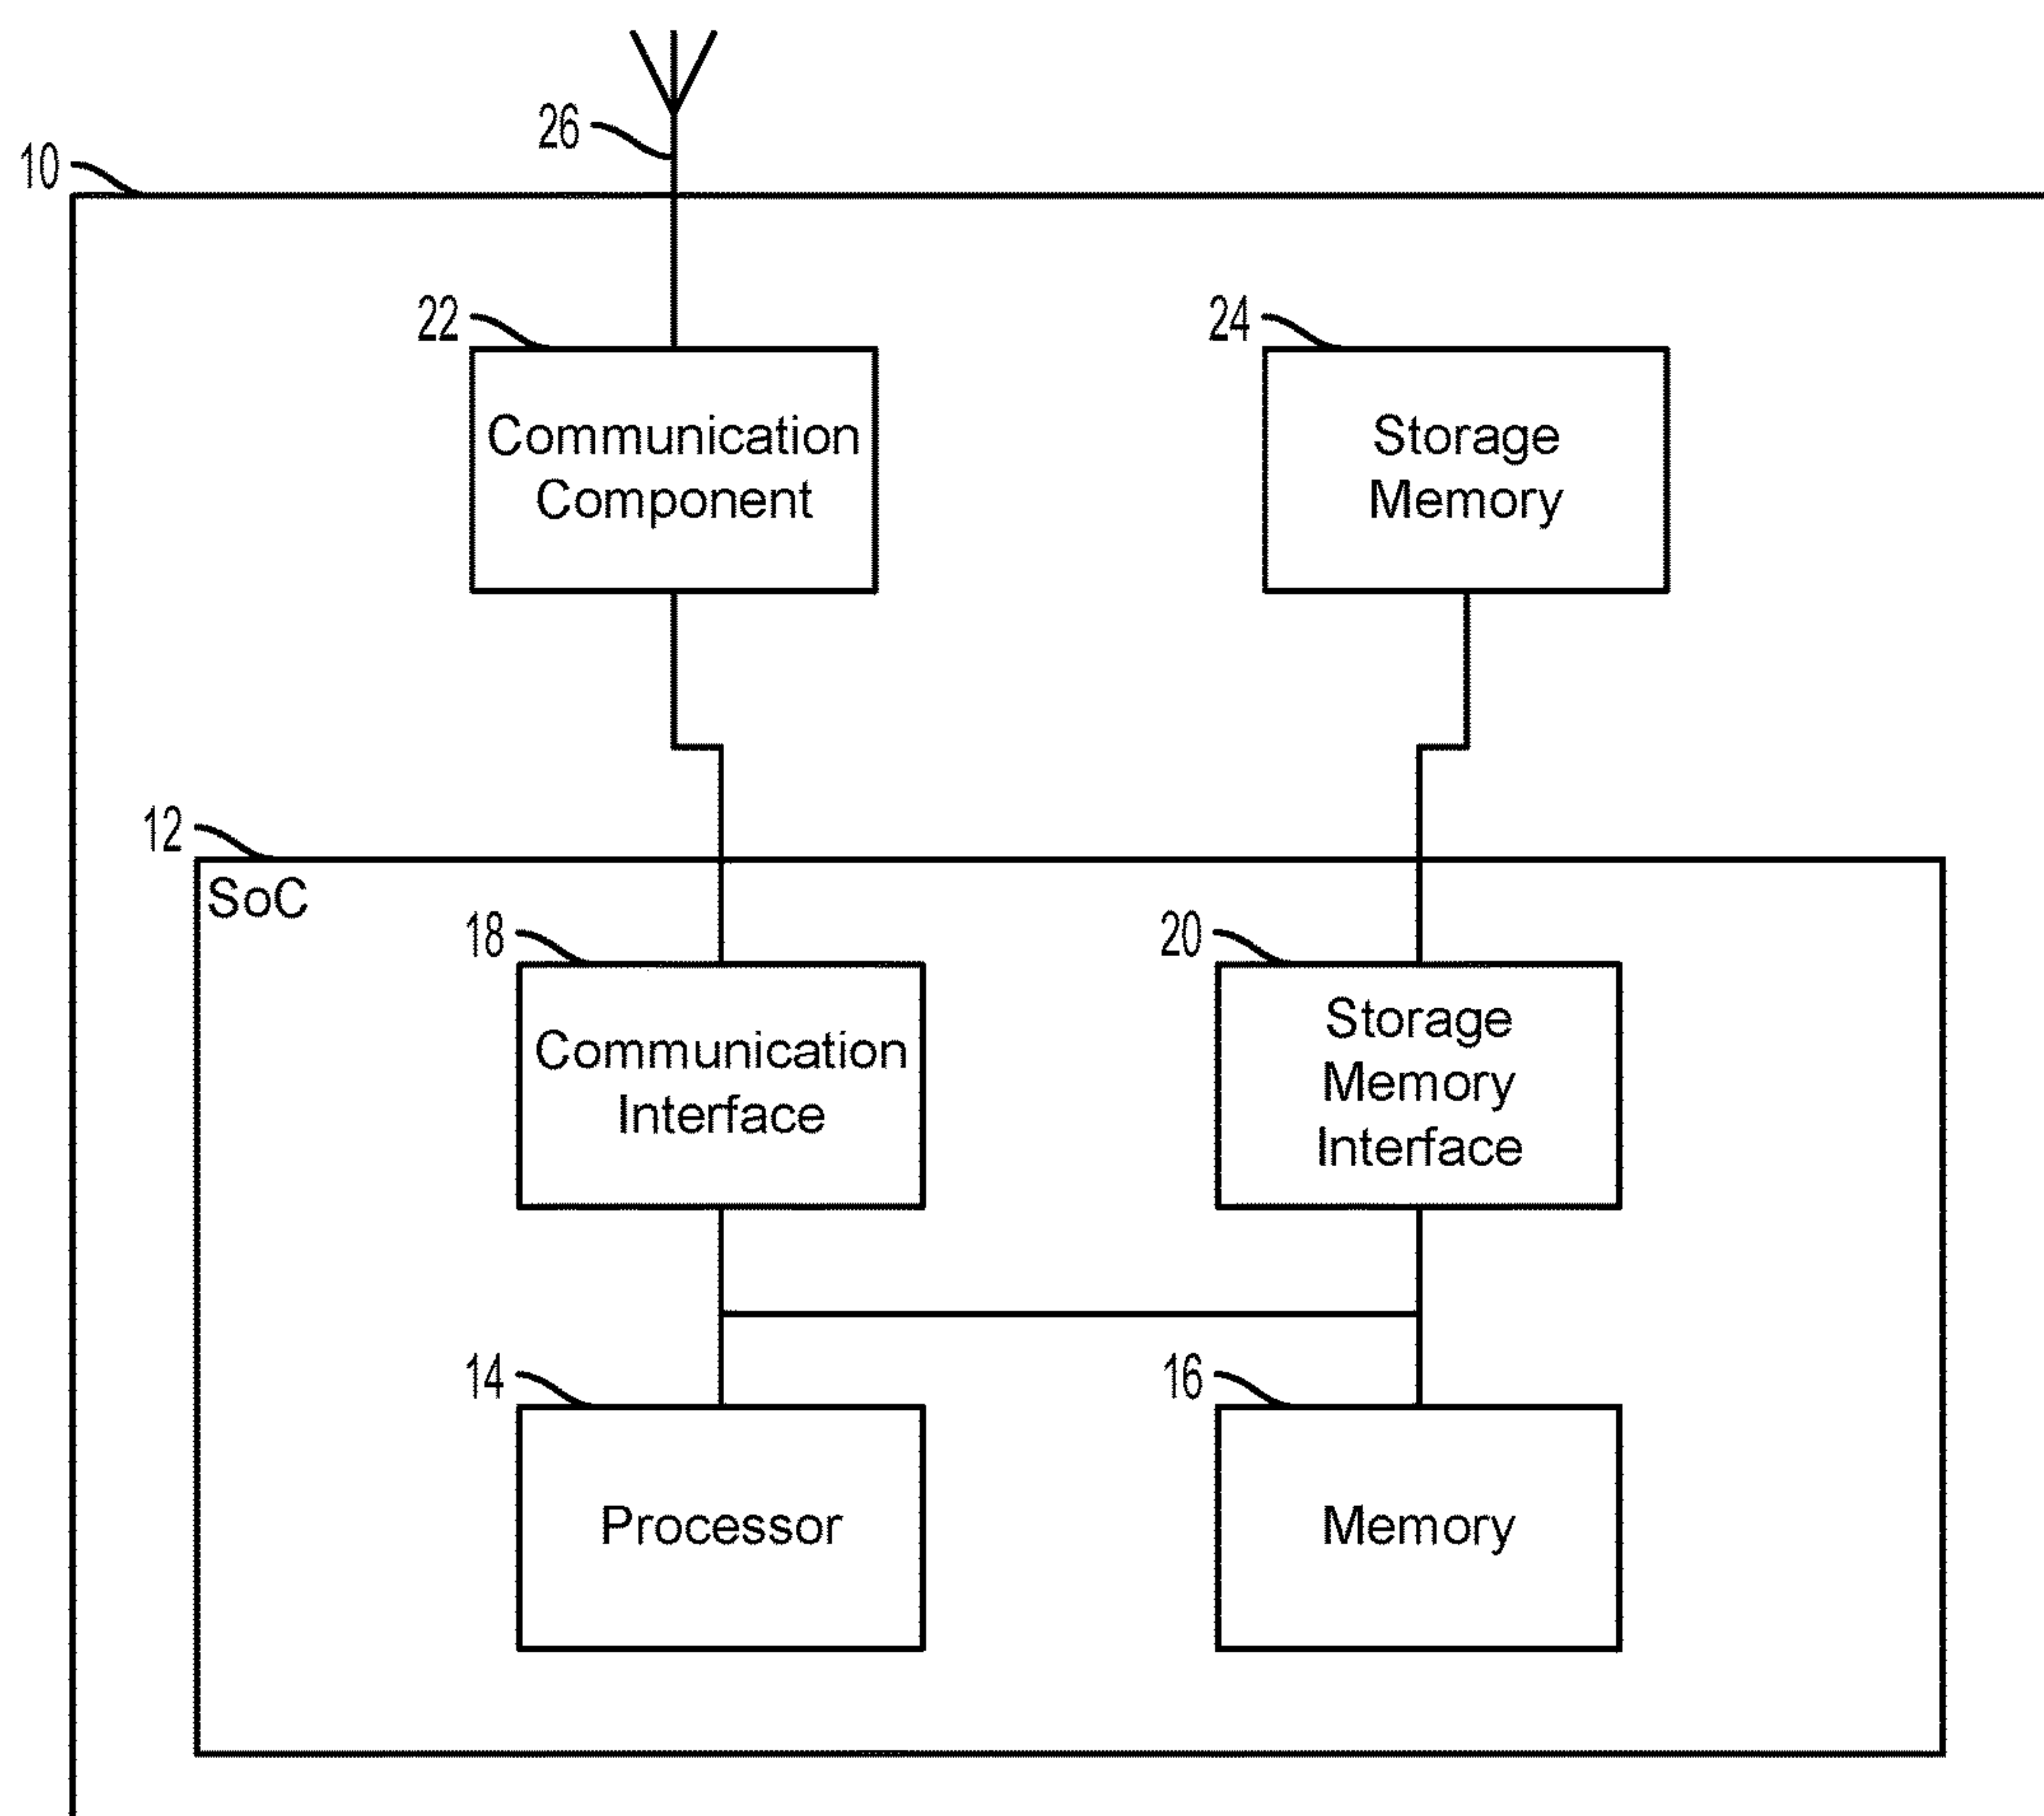 26
10
22
24
Communication
Component
Storage
Memory
12
SoC
18
20
Communication
Interface
Storage
Memory
Interface
14
16
Processor
Memory